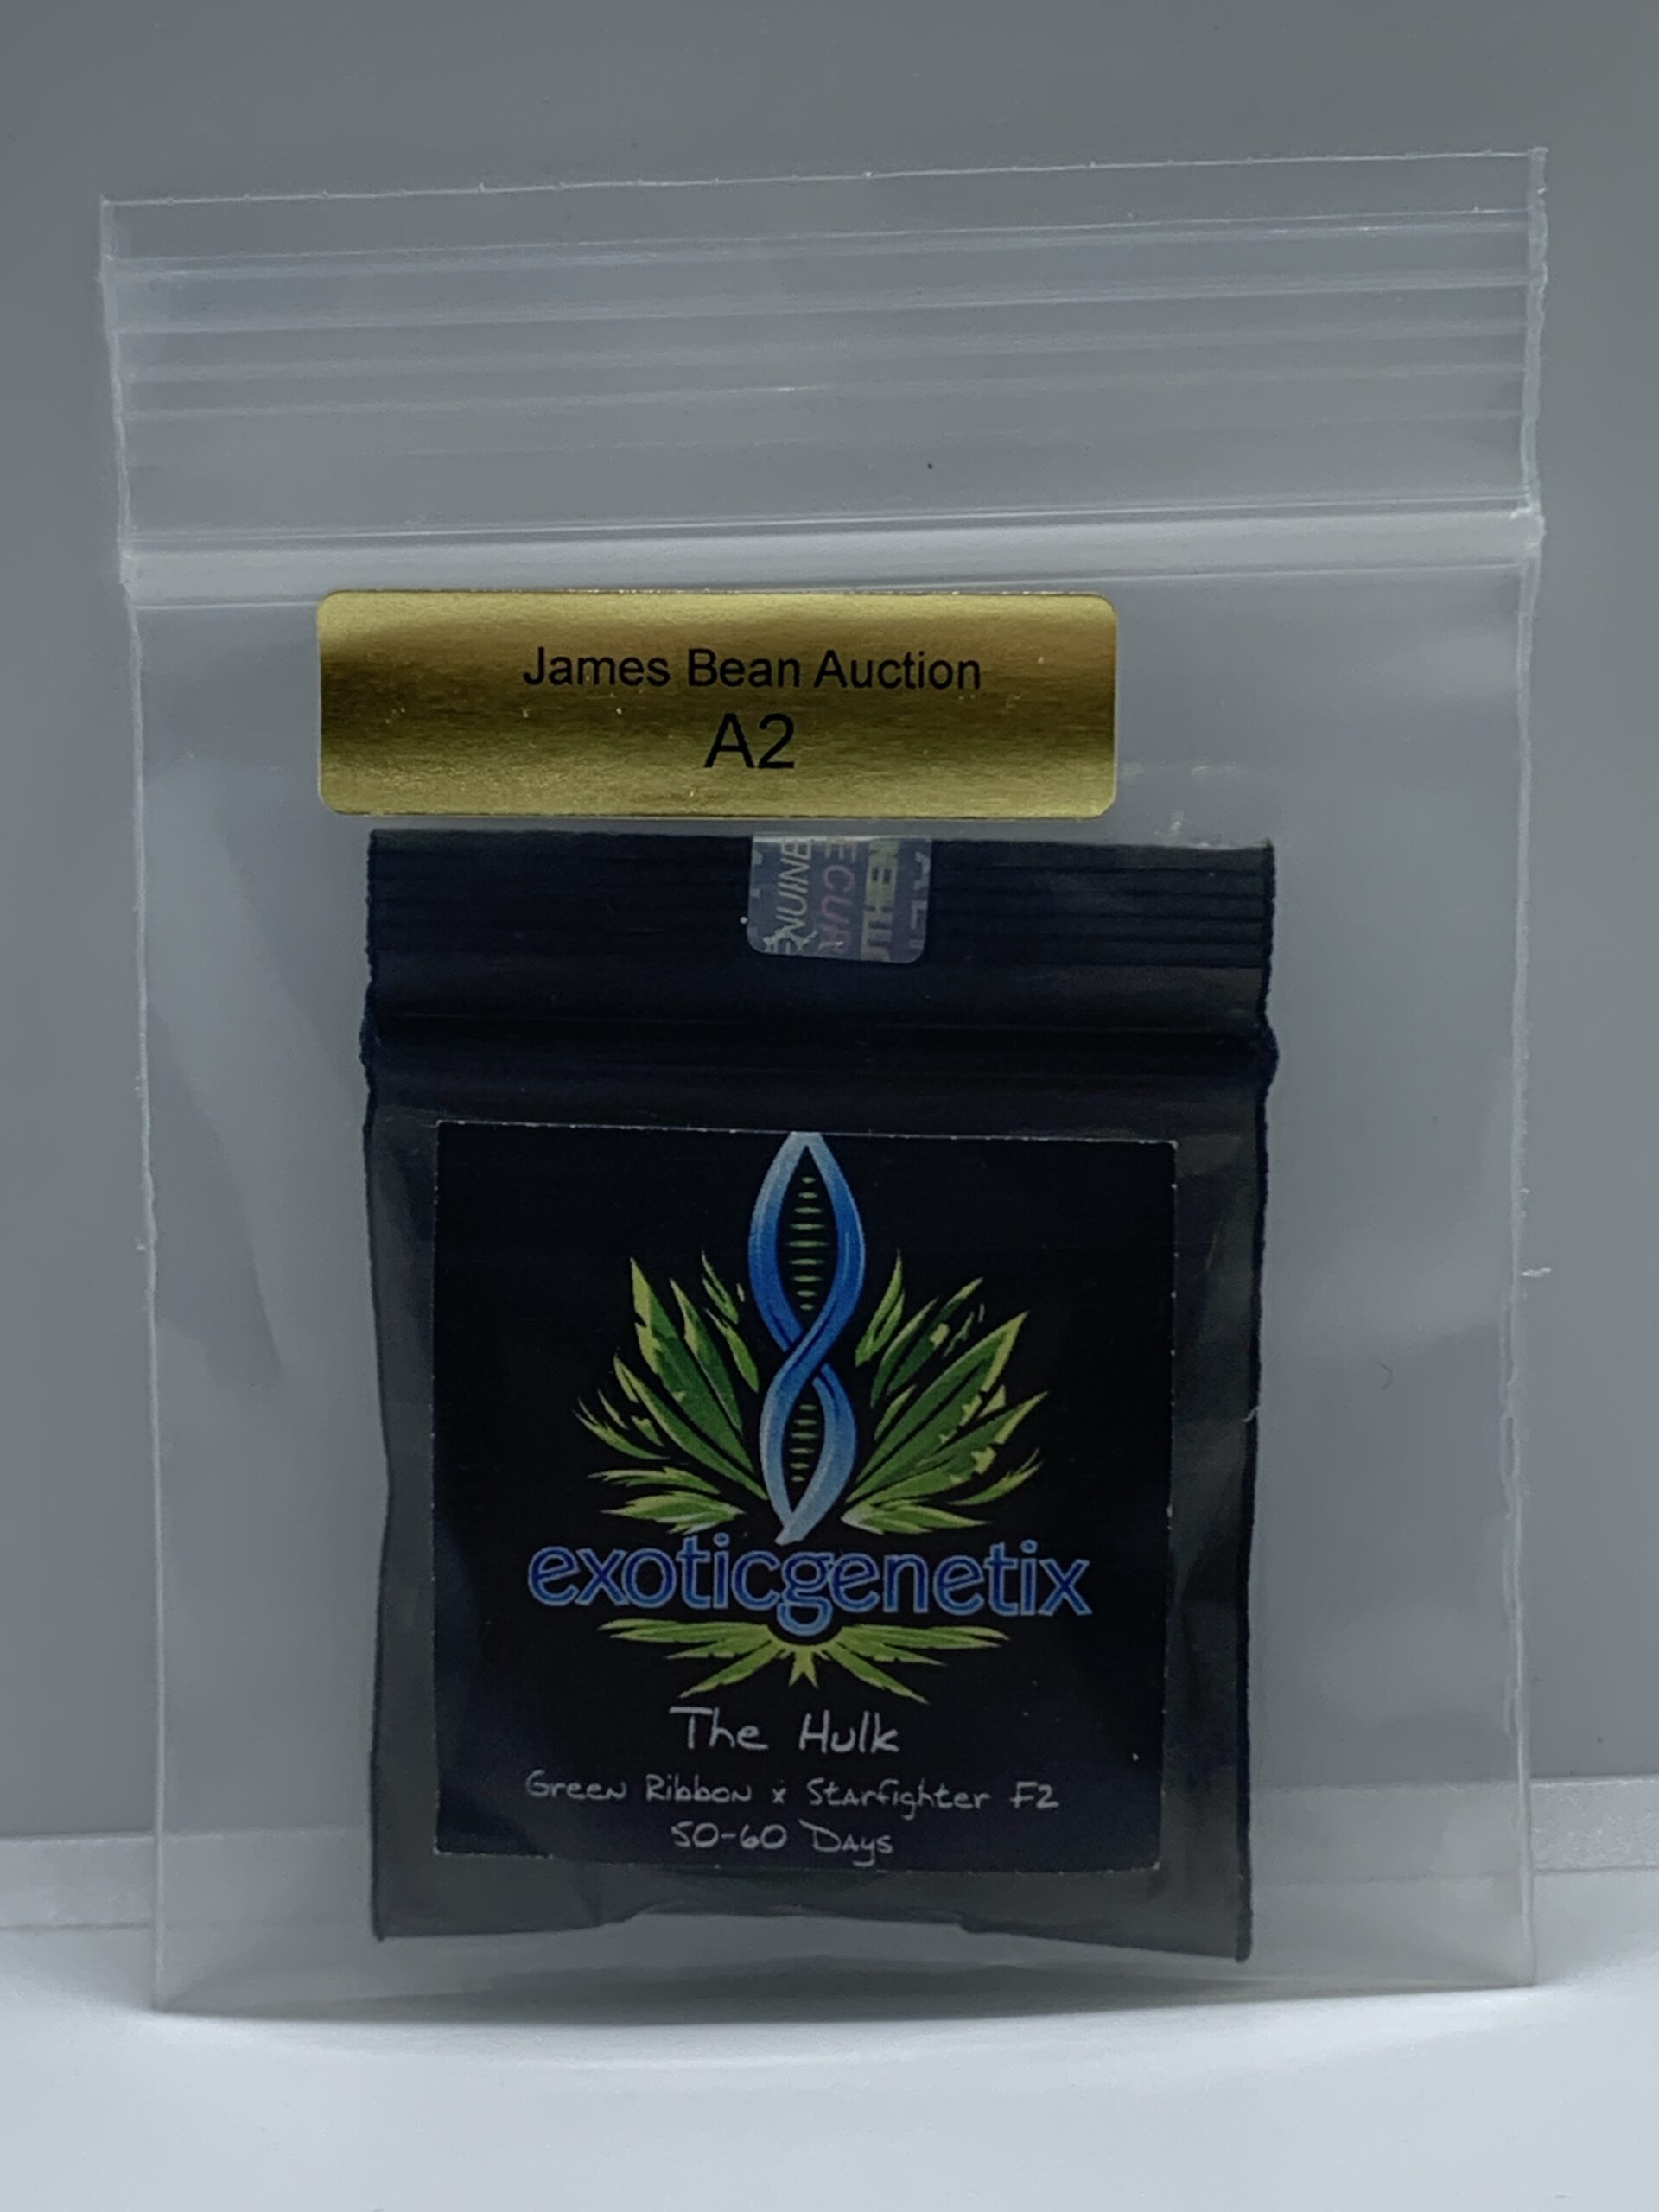 James Bean Auction
A2
exoticgenetix
The Hulk
Green Ribbon x Starfighter F2
50-60 Days